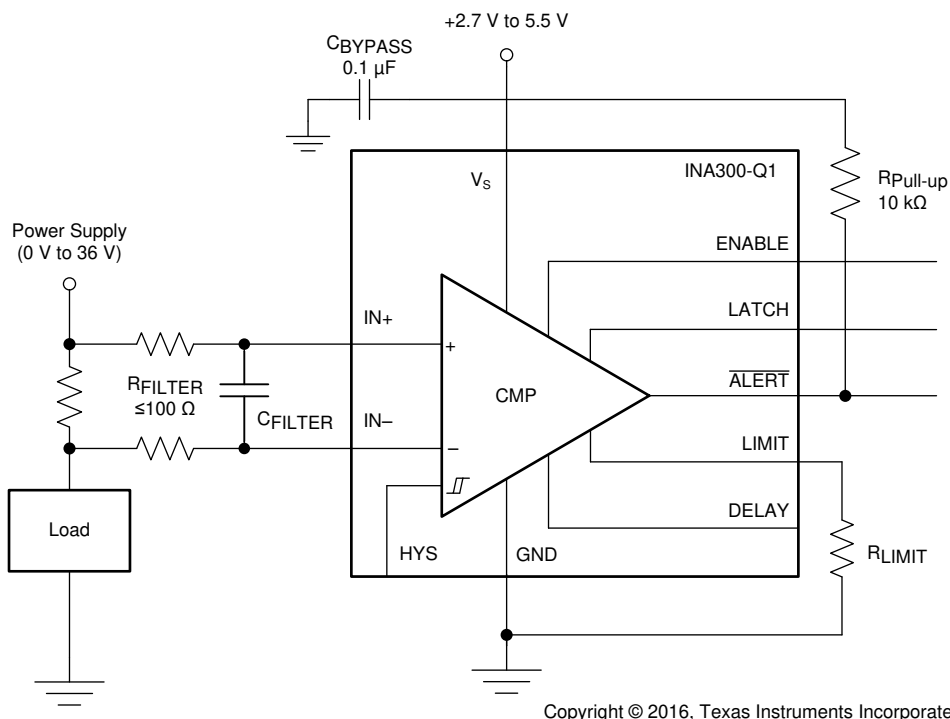 +2.7 V to 5.5 V
CBYPASS
0.1 µF
INA300-Q1
VS
RPull-up
10 kΩ
Power Supply
(0 V to 36 V)
ENABLE
IN+
LATCH
+
RFILTER
≤100 Ω
CFILTER
CMP
ALERT
IN−
−
LIMIT
Load
DELAY
HYS
GND
RLIMIT
Copyright © 2016, Texas Instruments Incorporate